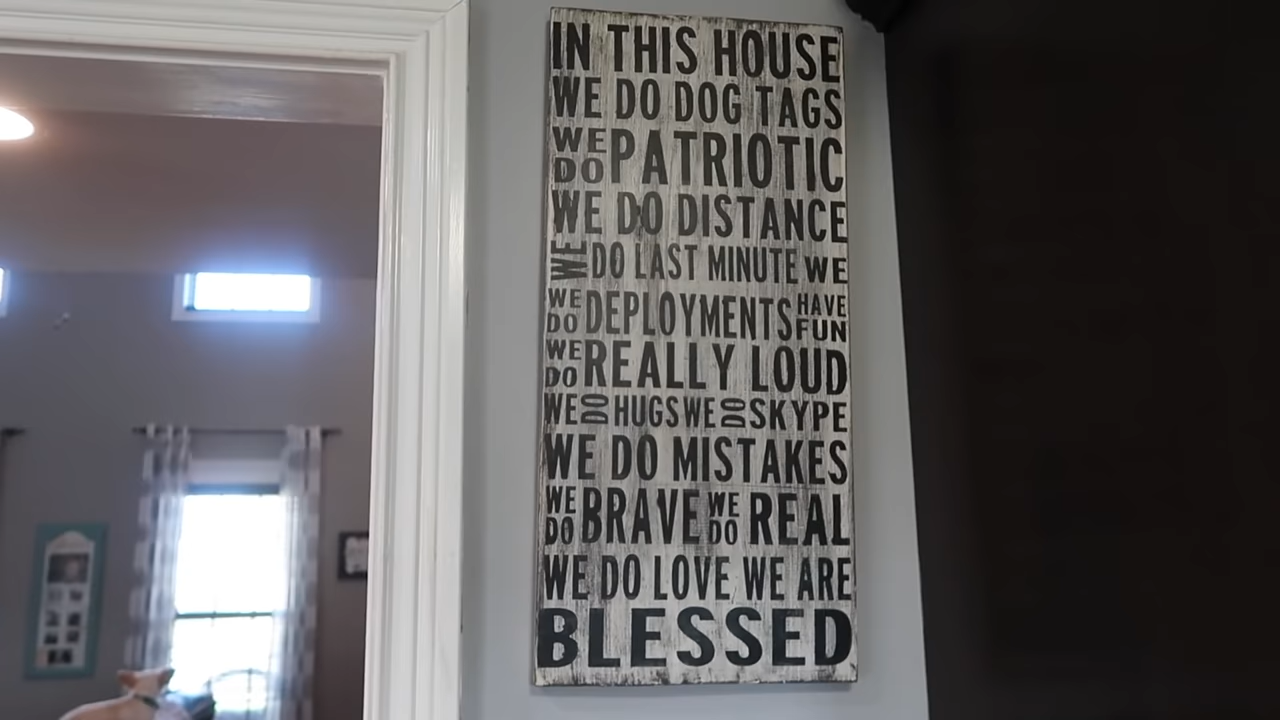 IN THIS HOUSE
WE DO DOG TAGS
WE DO PATRIOTIC
WE DO DISTANCE
WE DO LAST MINUTE WE
WE DO DEPLOYMENTS HAVE FUN
WE DO REALLY LOUD
WE DO HUGS WE DO SKYPE
WE DO MISTAKES
WE DO BRAVE WE DO REAL
WE DO LOVE WE ARE
BLESSED